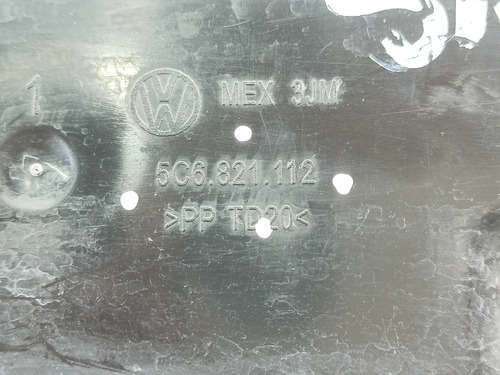 MEX 3JM
1
5C6.821.112
>PP TD20<